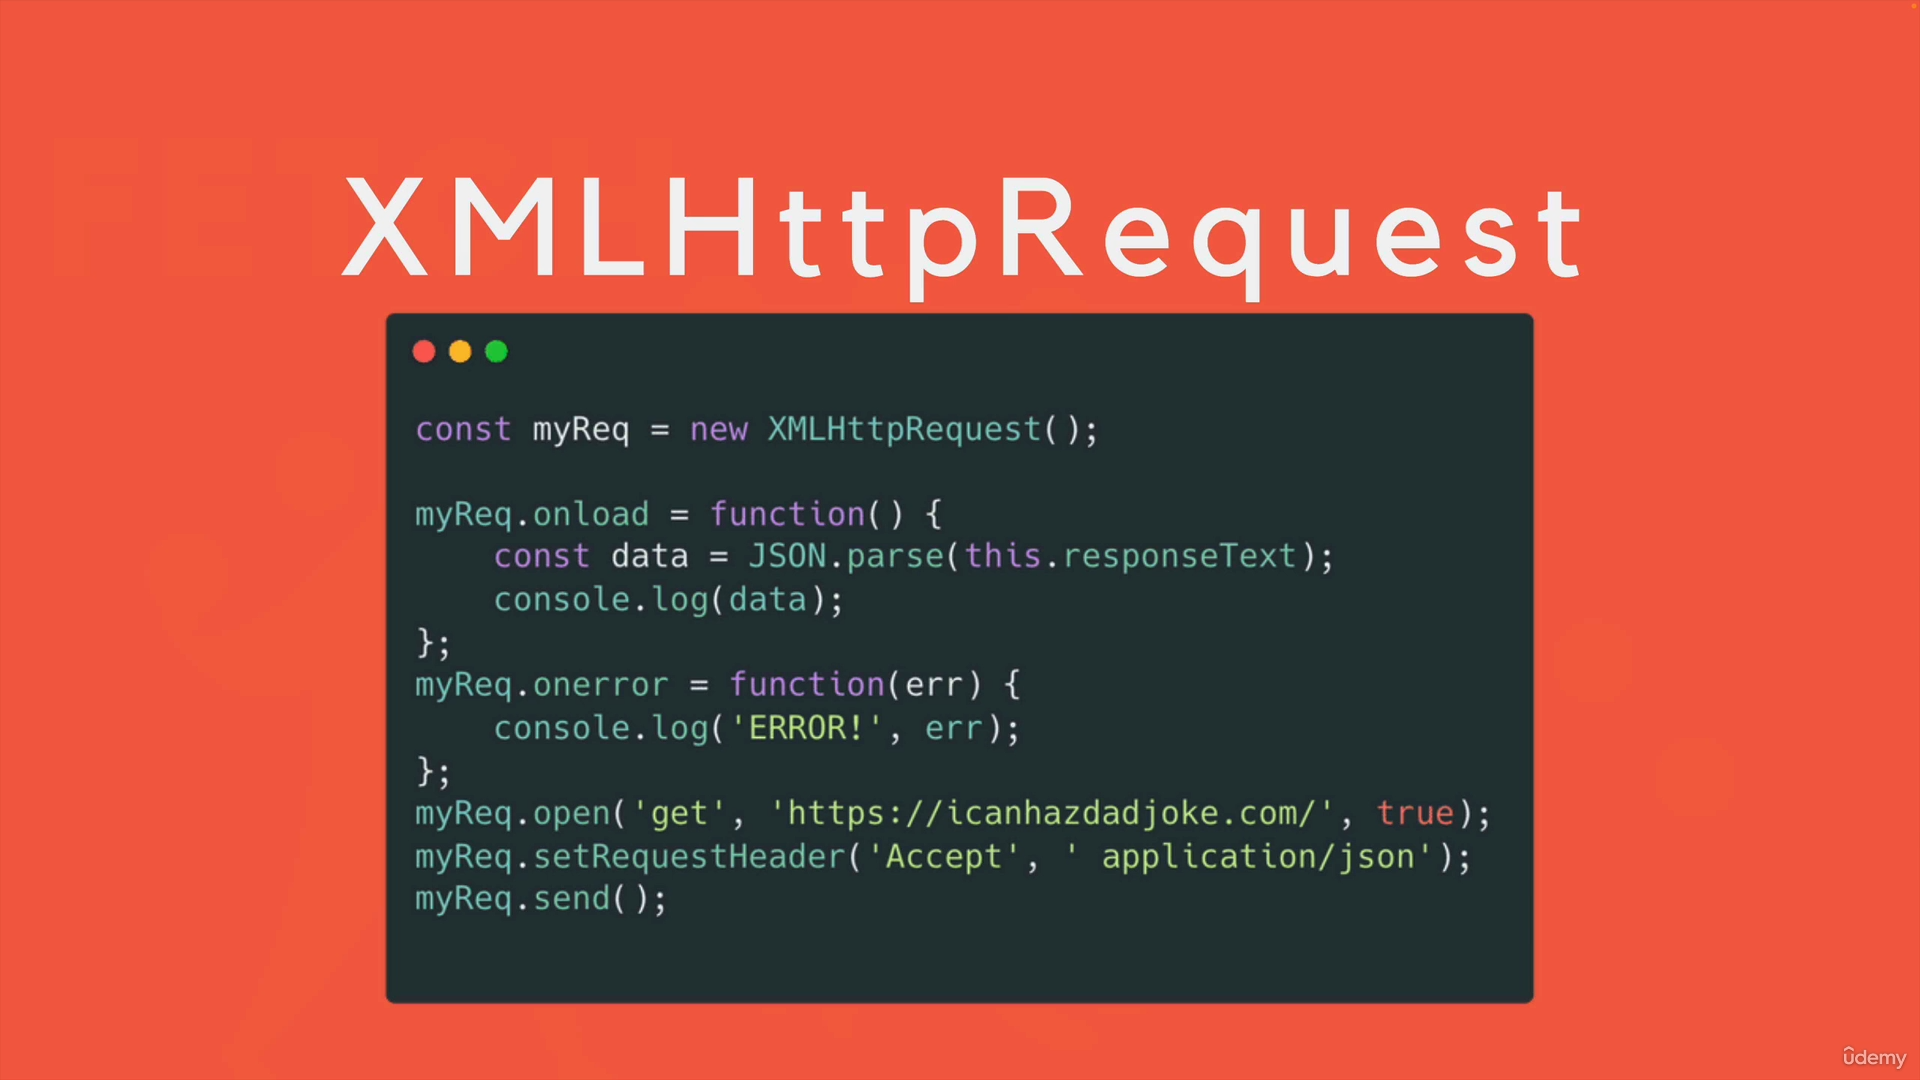 XMLHttpRequest
const myReq = new XMLHttpRequest();
myReq.onload = function() {
    const data = JSON.parse(this.responseText);
    console.log(data);
};
myReq.onerror = function(err) {
    console.log('ERROR!', err);
};
myReq.open('get', 'https://icanhazdadjoke.com/', true);
myReq.setRequestHeader('Accept', ' application/json');
myReq.send();
ûdemy